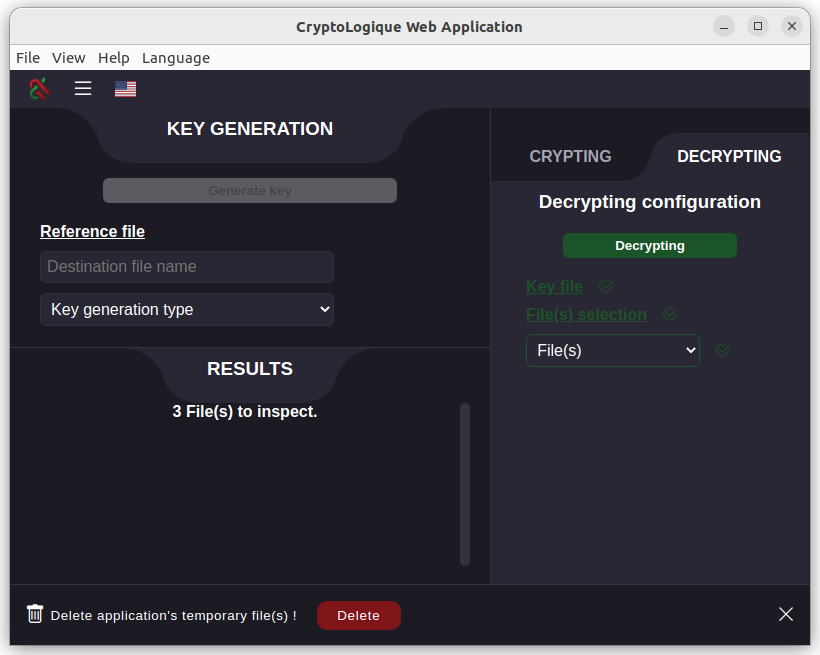 CryptoLogique Web Application
File View Help Language
KEY GENERATION
Generate key
Reference file
Destination file name
Key generation type
RESULTS
3 File(s) to inspect.
CRYPTING DECRYPTING
Decrypting configuration
Decrypting
Key file
File(s) selection
File(s)
Delete application's temporary file(s) ! Delete